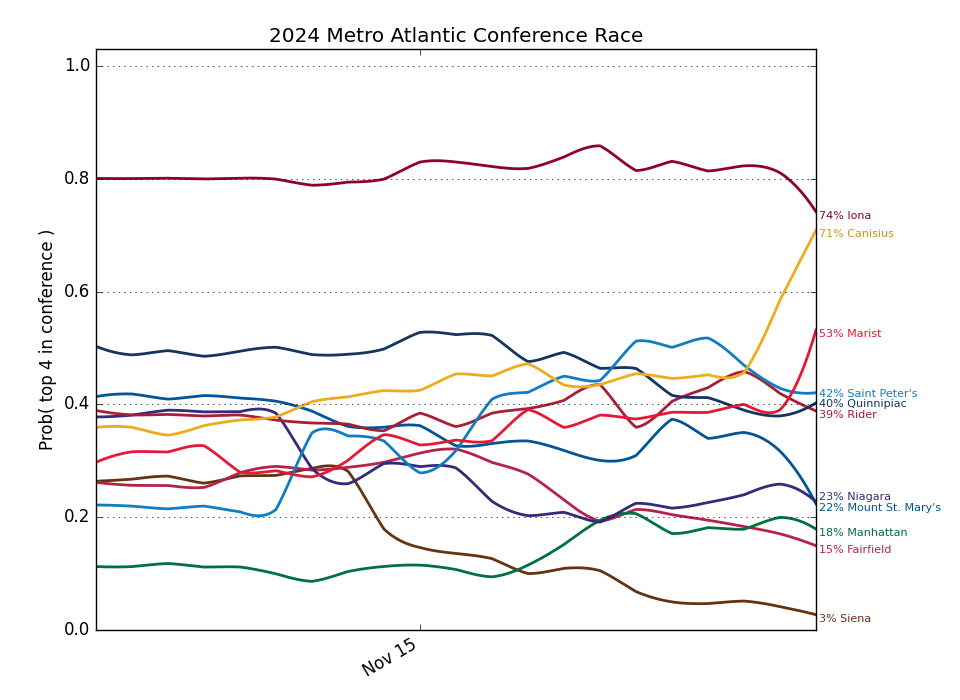 2024 Metro Atlantic Conference Race
Prob( top 4 in conference )
1.0
0.8
0.6
0.4
0.2
0.0
Nov 15
74% Iona
71% Canisius
53% Marist
42% Saint Peter's
40% Quinnipiac
39% Rider
23% Niagara
22% Mount St. Mary's
18% Manhattan
15% Fairfield
3% Siena